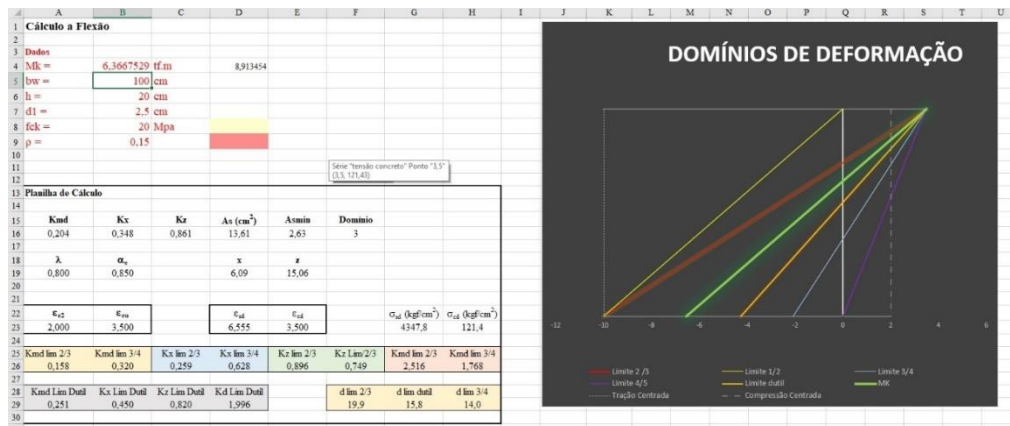 A B C D E F G H I J K L M N O P Q R S T U
1 Cálculo a Flexão
2
3 Dados
4 Mk = 6,3667529 tf.m 8,913454
5 bw = 100 cm
6 h = 20 cm
7 d1 = 2,5 cm
8 fck = 20 Mpa
9 ρ = 0,15
10
11
12
Série "tensão concreto" Ponto "3,5"
(3,5, 121,43)
13 Planilha de Cálculo
14
15 Kmd Kx Kz As (cm²) Asmin Domínio
16 0,204 0,348 0,861 13,61 2,63 3
17
18 λ αc x z
19 0,800 0,850 6,09 15,06
20
21
22 εc2 εcu εsd εcd σsd (kgf/cm²) σcd (kgf/cm²)
23 2,000 3,500 6,555 3,500 4347,8 121,4
24
25 Kmd lim 2/3 Kmd lim 3/4 Kx lim 2/3 Kx lim 3/4 Kz lim 2/3 Kz Lim/2/3 Kmd lim 2/3 Kmd lim 3/4
26 0,158 0,320 0,259 0,628 0,896 0,749 2,516 1,768
27
28 Kmd Lim Dutil Kx Lim Dutil Kz Lim Dutil Kd Lim Dutil d lim 2/3 d lim dutil d lim 3/4
29 0,251 0,450 0,820 1,996 19,9 15,8 14,0
30
DOMÍNIOS DE DEFORMAÇÃO
-12 -10 -8 -6 -4 -2 0 2 4 6
Limite 2 /3 Limite 1/2 Limite 3/4
Limite 4/5 Limite dutil MK
Tração Centrada Compressão Centrada